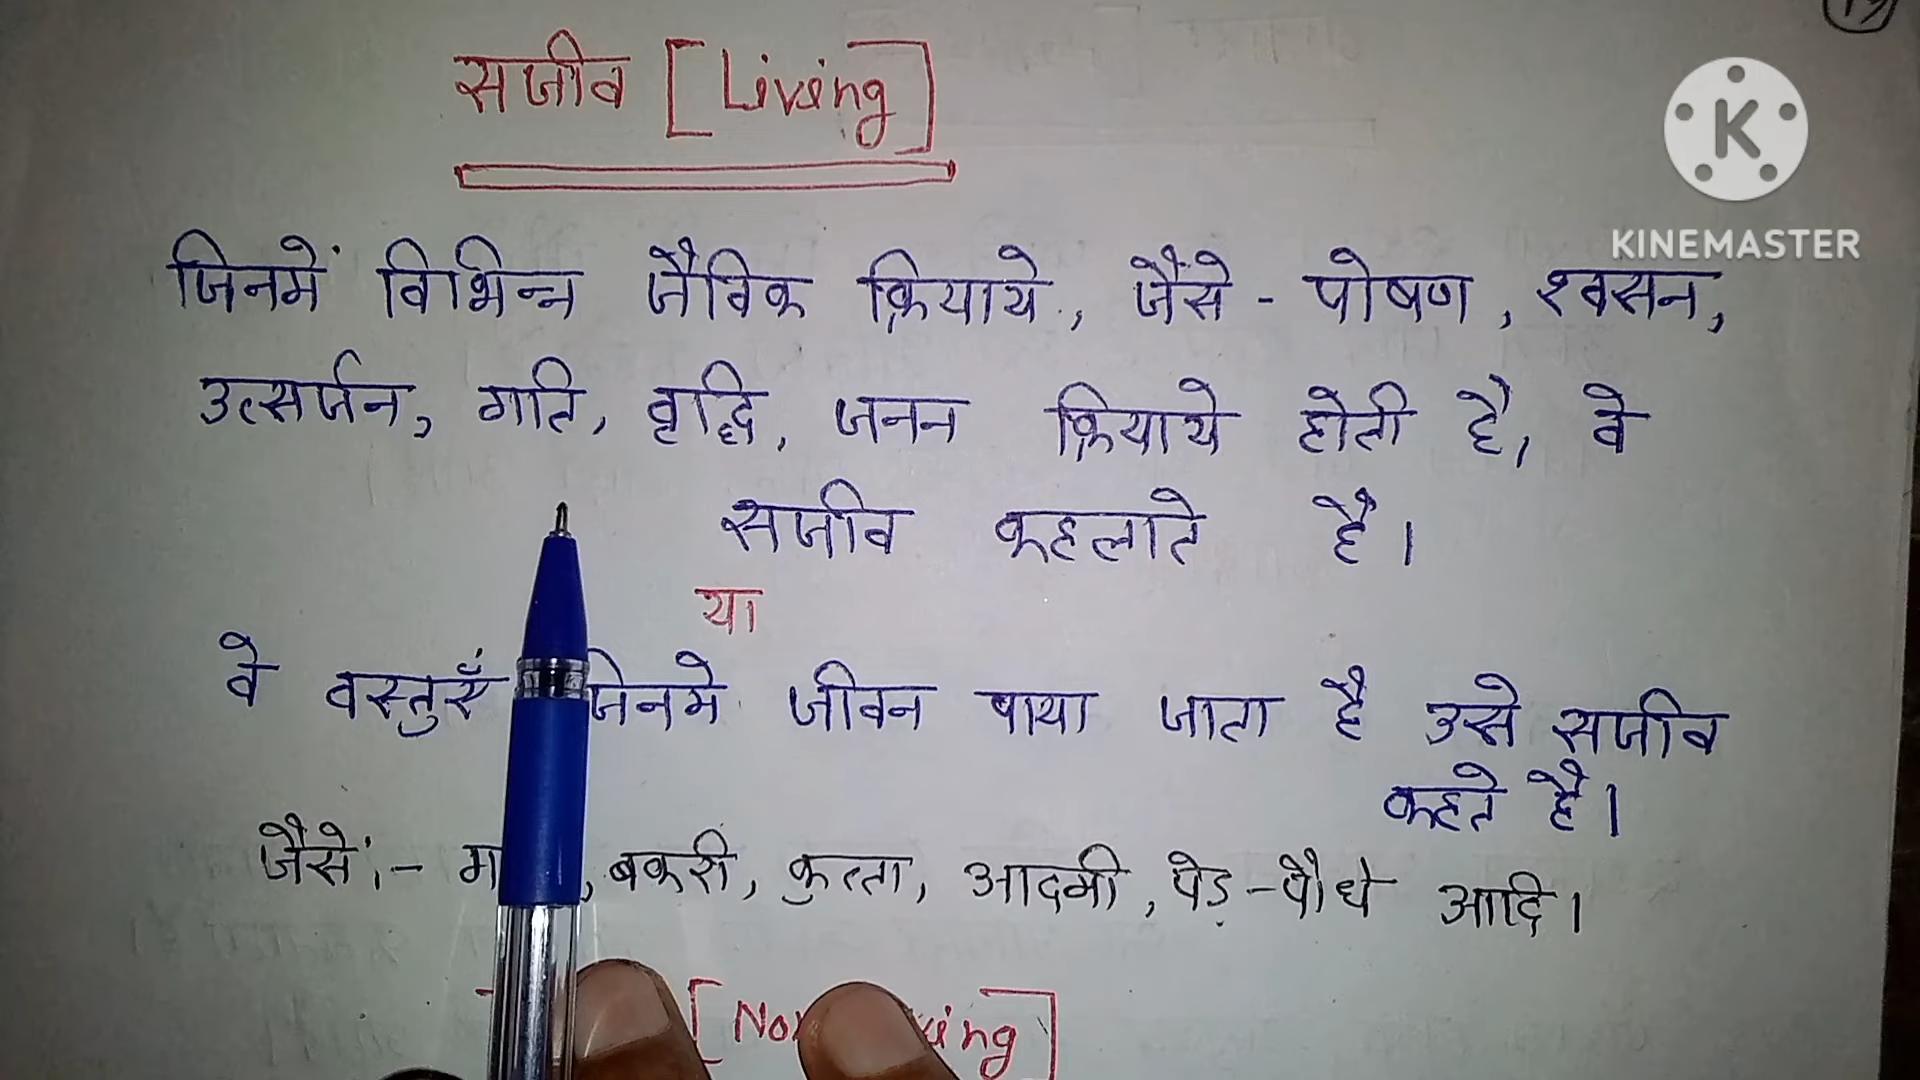 सजीव [Living]
K
KINEMASTER
जिनमें विभिन्न जैविक क्रियाये, जैसे - पोषण, श्वसन,
उत्सर्जन, गति, वृद्धि, जनन क्रियाये होती है, वे
सजीव कहलाते है।
या
वे वस्तुएँ जिनमे जीवन पाया जाता है उसे सजीव
कहते है।
जैसे:- बकरी, कुत्ता, आदमी, पेड़-पौधे आदि।